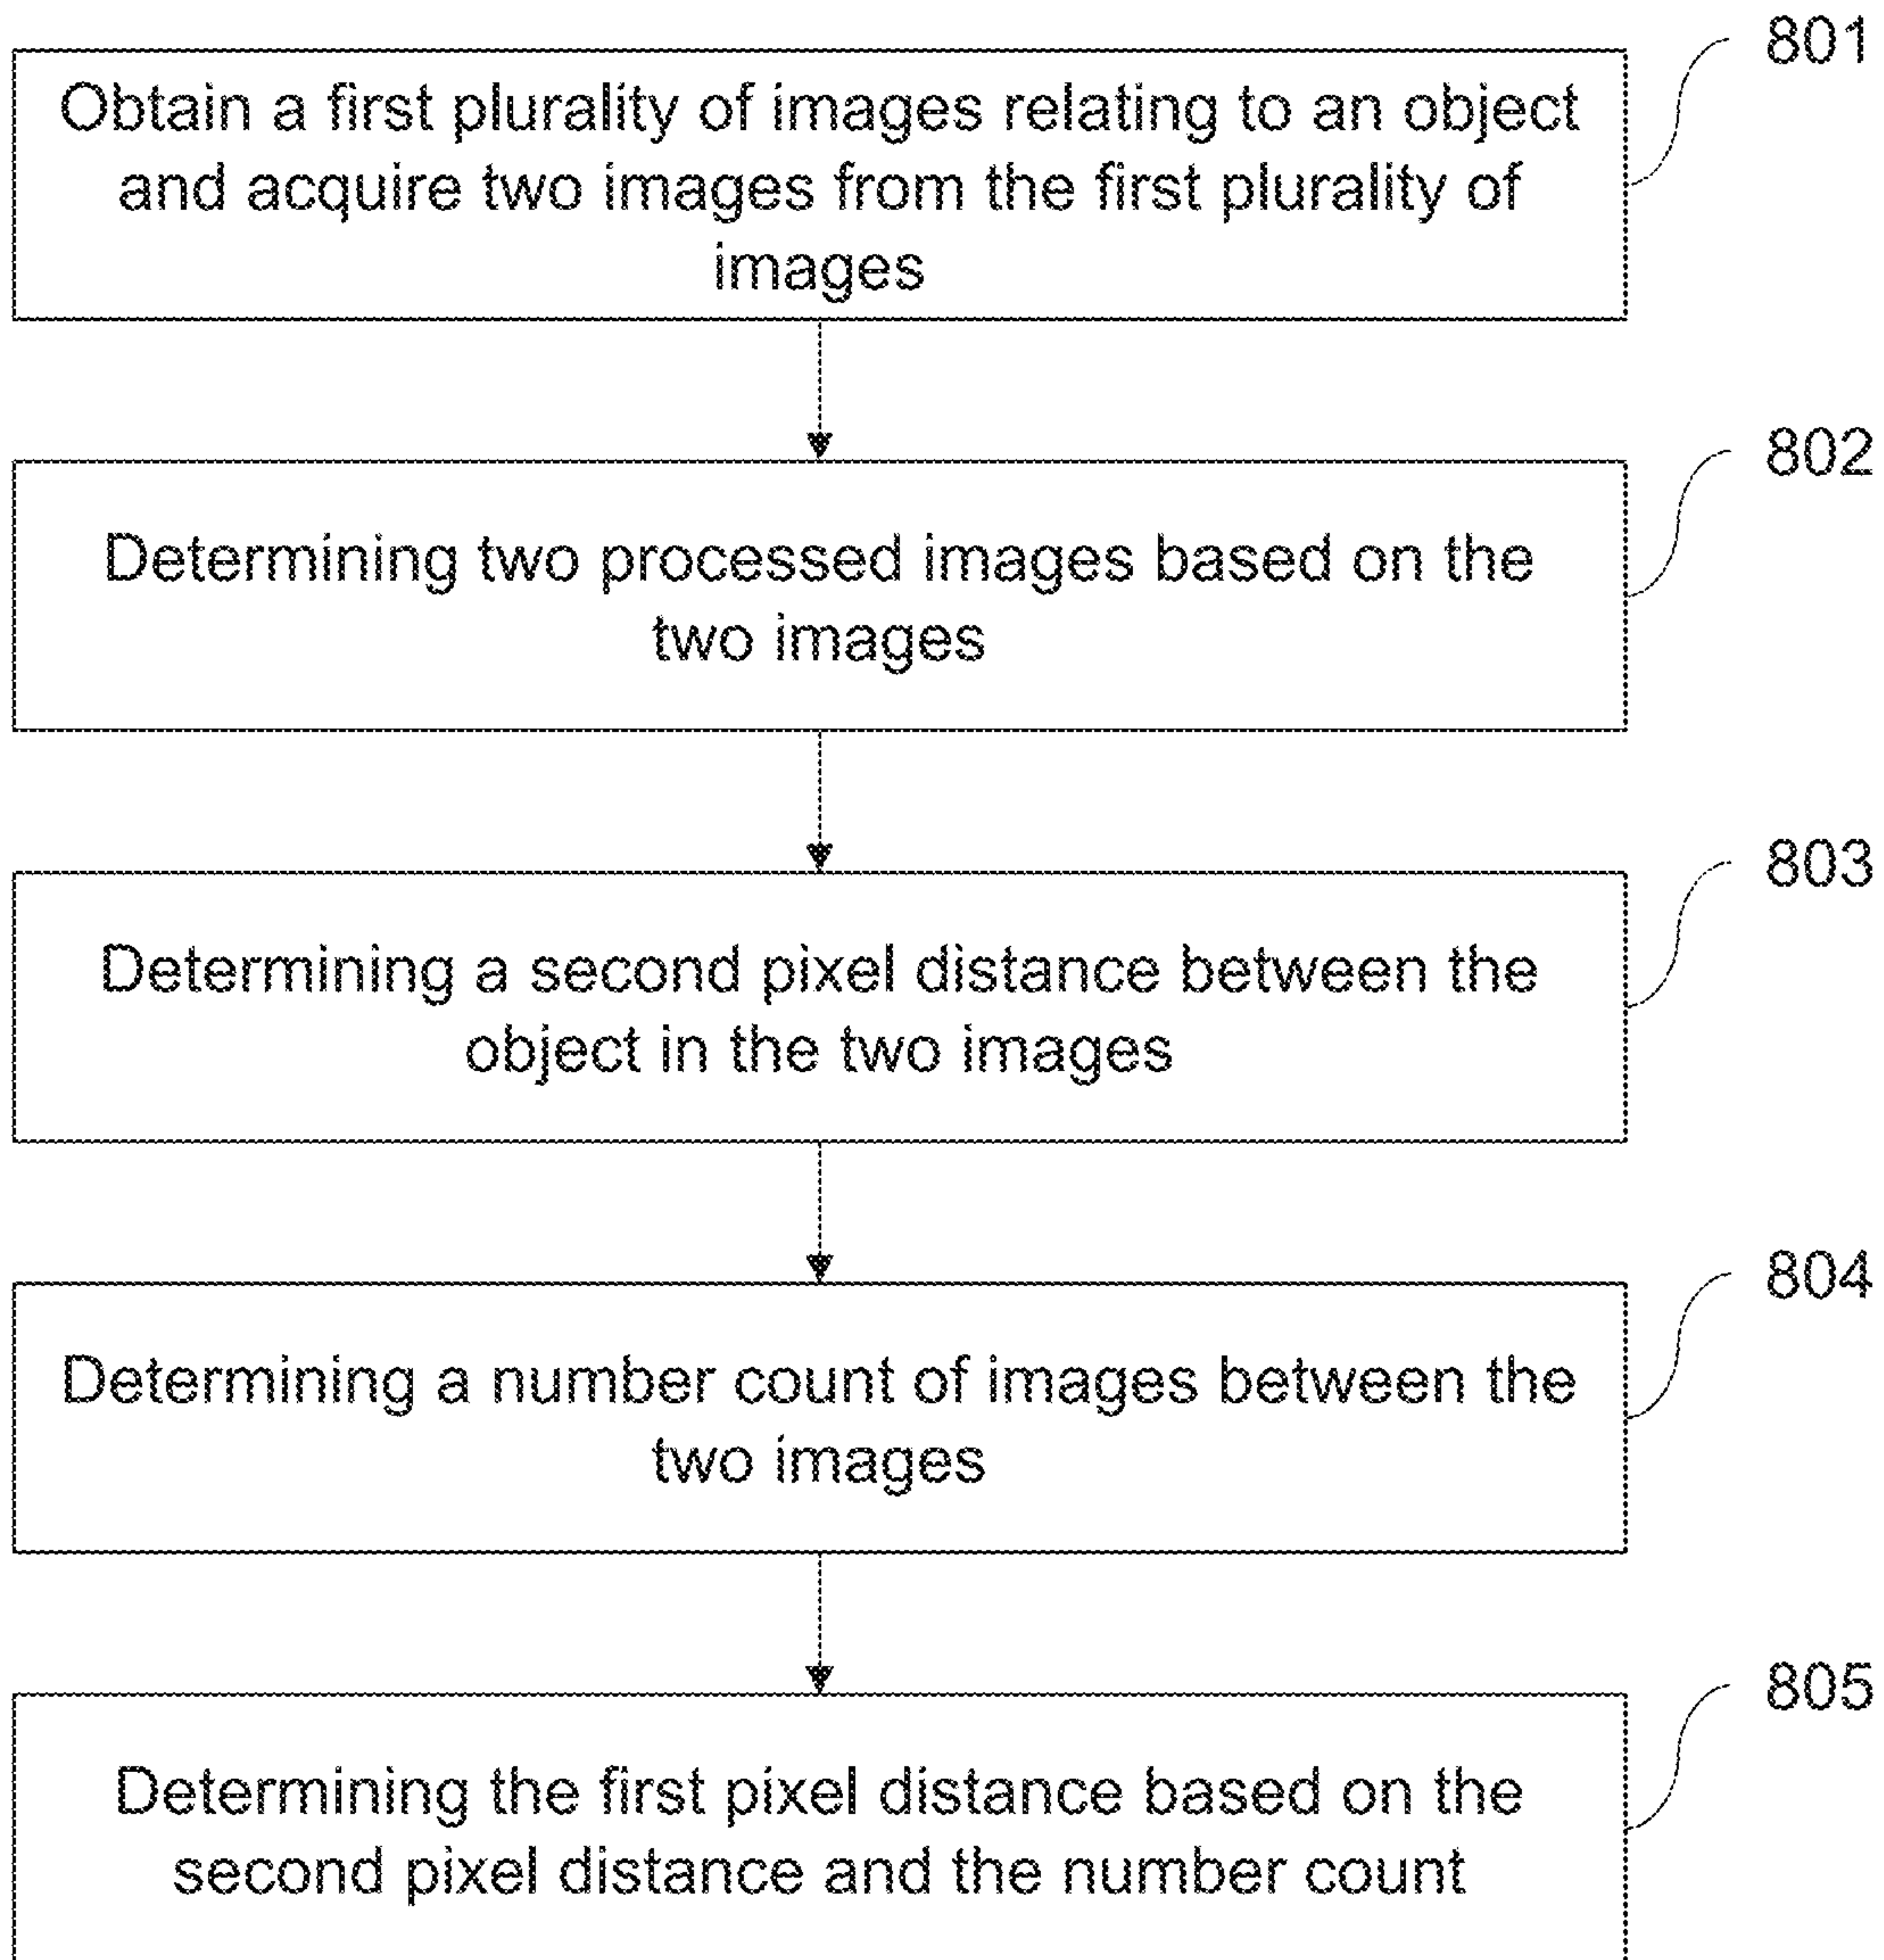 801
Obtain a first plurality of images relating to an object
and acquire two images from the first plurality of
images
802
Determining two processed images based on the
two images
803
Determining a second pixel distance between the
object in the two images
804
Determining a number count of images between the
two images
805
Determining the first pixel distance based on the
second pixel distance and the number count